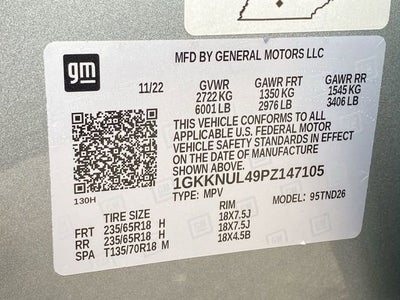 gm
MFD BY GENERAL MOTORS LLC
11/22 GVWR GAWR FRT GAWR RR
2722 KG 1350 KG 1545 KG
6001 LB 2976 LB 3406 LB
THIS VEHICLE CONFORMS TO ALL
APPLICABLE U.S. FEDERAL MOTOR
VEHICLE SAFETY STANDARDS IN EFFECT
ON THE DATE OF MANUFACTURE
SHOWN ABOVE.
1GKKNUL49PZ147105
130H TYPE: MPV MODEL: 95TND26
TIRE SIZE RIM
FRT 235/65R18 H 18X7.5J
RR 235/65R18 H 18X7.5J
SPA T135/70R18 M 18X4.5B